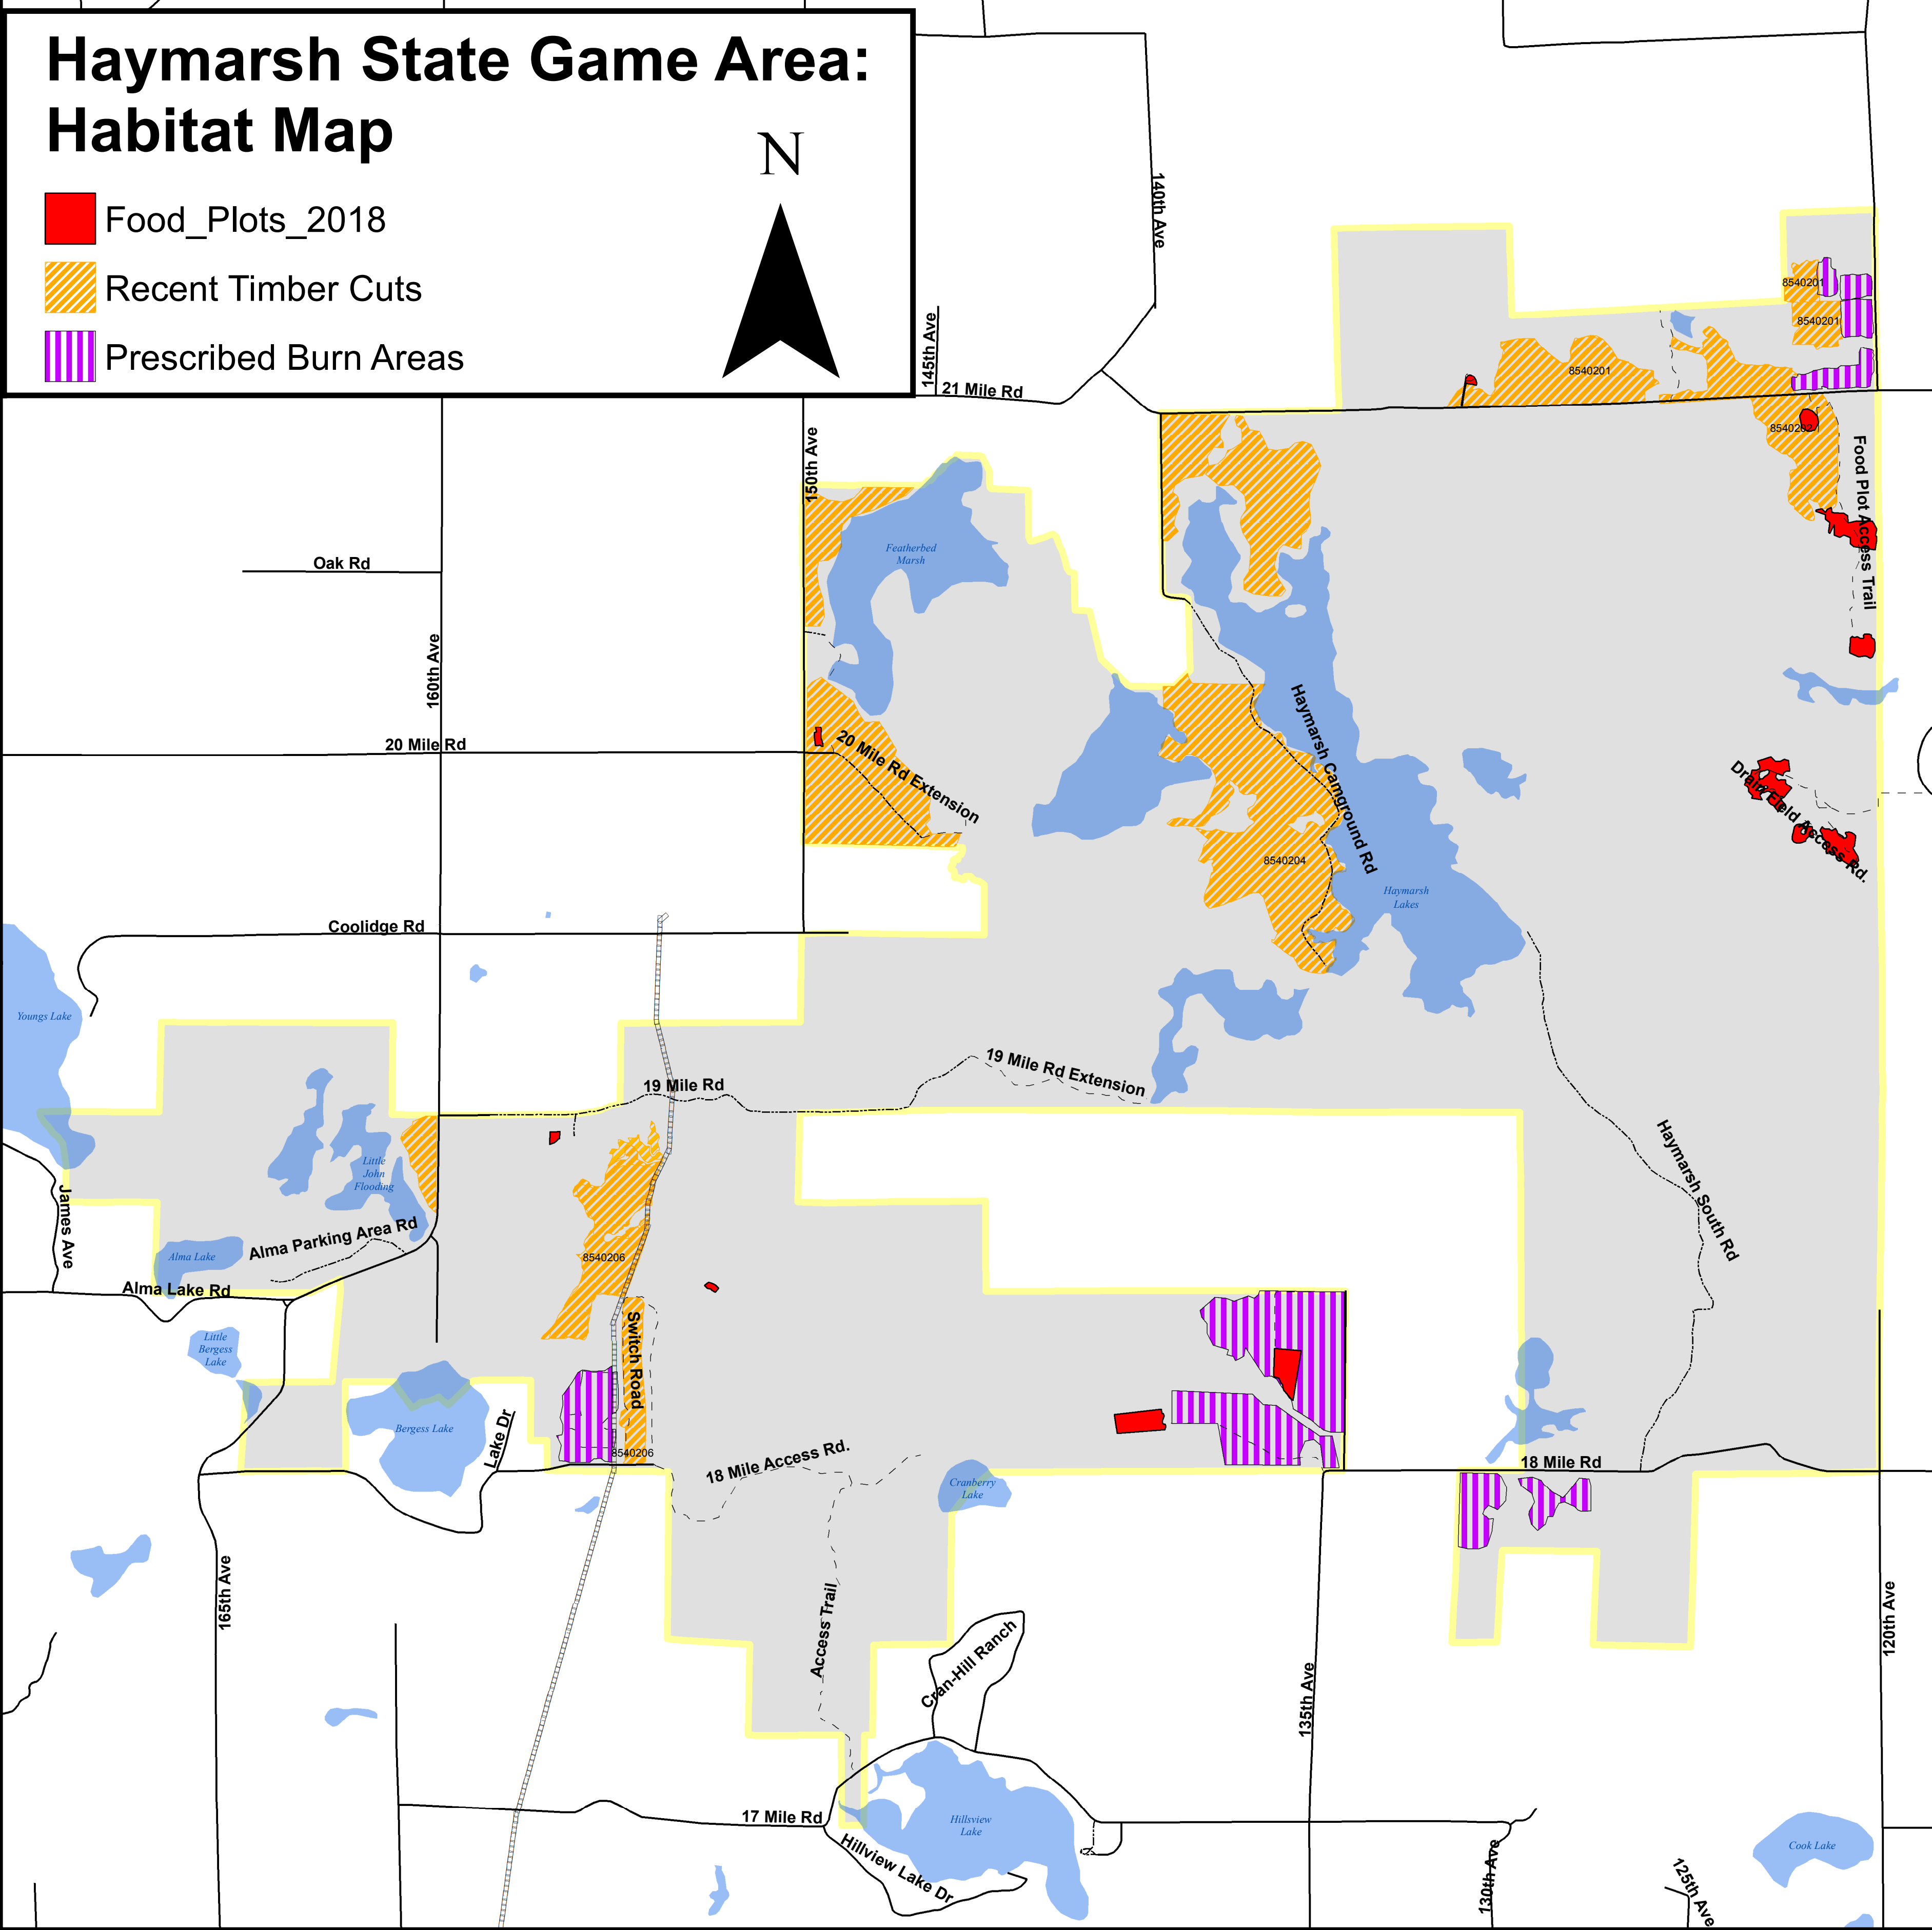 Haymarsh State Game Area:
Habitat Map
N
Food_Plots_2018
Recent Timber Cuts
Prescribed Burn Areas
140th Ave
145th Ave
21 Mile Rd
8540201
8540201
8540201
8540202
150th Ave
Food Plot Access Trail
Featherbed
Marsh
Oak Rd
160th Ave
20 Mile Rd
20 Mile Rd Extension
Haymarsh Camground Rd
Drain Field Access Rd.
8540204
Haymarsh
Lakes
Coolidge Rd
Youngs Lake
19 Mile Rd
19 Mile Rd Extension
Haymarsh South Rd
Little
John
Flooding
James Ave
Alma Parking Area Rd
Alma Lake
Alma Lake Rd
8540206
Switch Road
Little
Bergess
Lake
Bergess Lake
Lake Dr
8540206
18 Mile Access Rd.
Cranberry
Lake
18 Mile Rd
165th Ave
Access Trail
Cran-Hill Ranch
135th Ave
120th Ave
17 Mile Rd
Hillsview
Lake
Hillview Lake Dr
130th Ave
125th Ave
Cook Lake